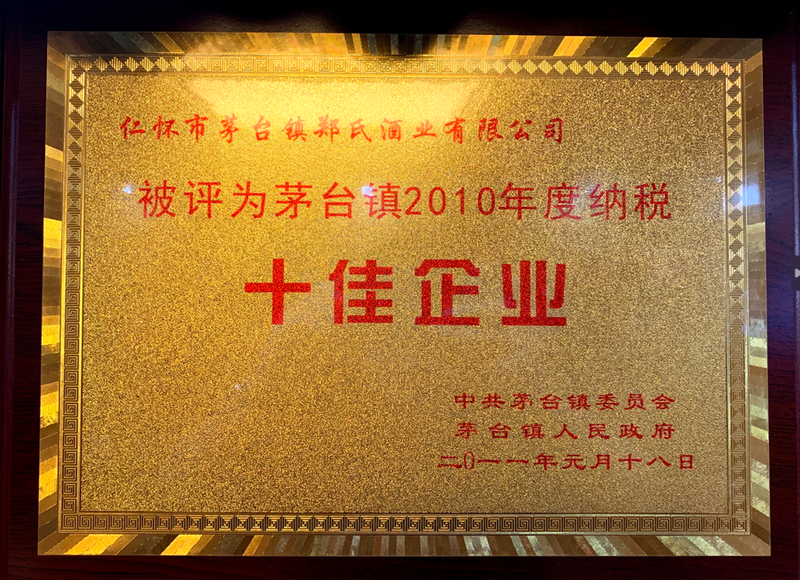 仁怀市茅台镇郑氏酒业有限公司
被评为茅台镇2010年度纳税
十佳企业
中共茅台镇委员会
茅台镇人民政府
二0一一年元月十八日